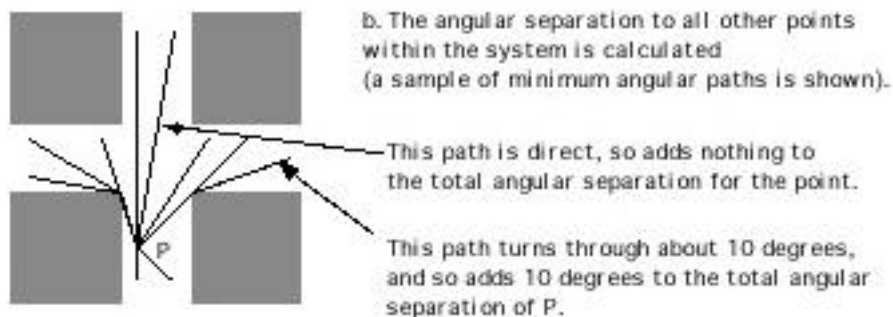 b. The angular separation to all other points
within the system is calculated
(a sample of minimum angular paths is shown).
This path is direct, so adds nothing to
the total angular separation for the point.
P
This path turns through about 10 degrees,
and so adds 10 degrees to the total angular
separation of P.